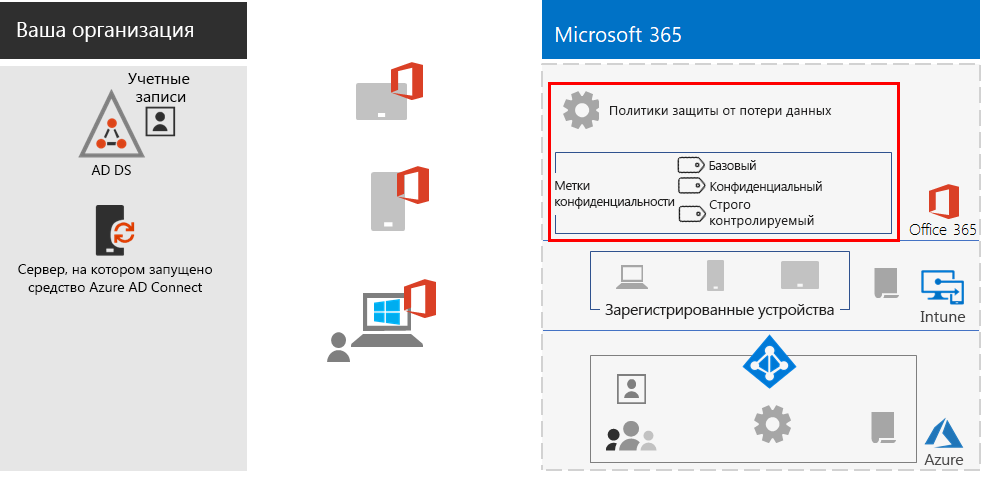 Ваша организация
Учетные
записи
AD DS
Сервер, на котором запущено
средство Azure AD Connect
Microsoft 365
Политики защиты от потери данных
Метки
конфиденциальности
Базовый
Конфиденциальный
Строго
контролируемый
Office 365
Зарегистрированные устройства
Intune
Azure